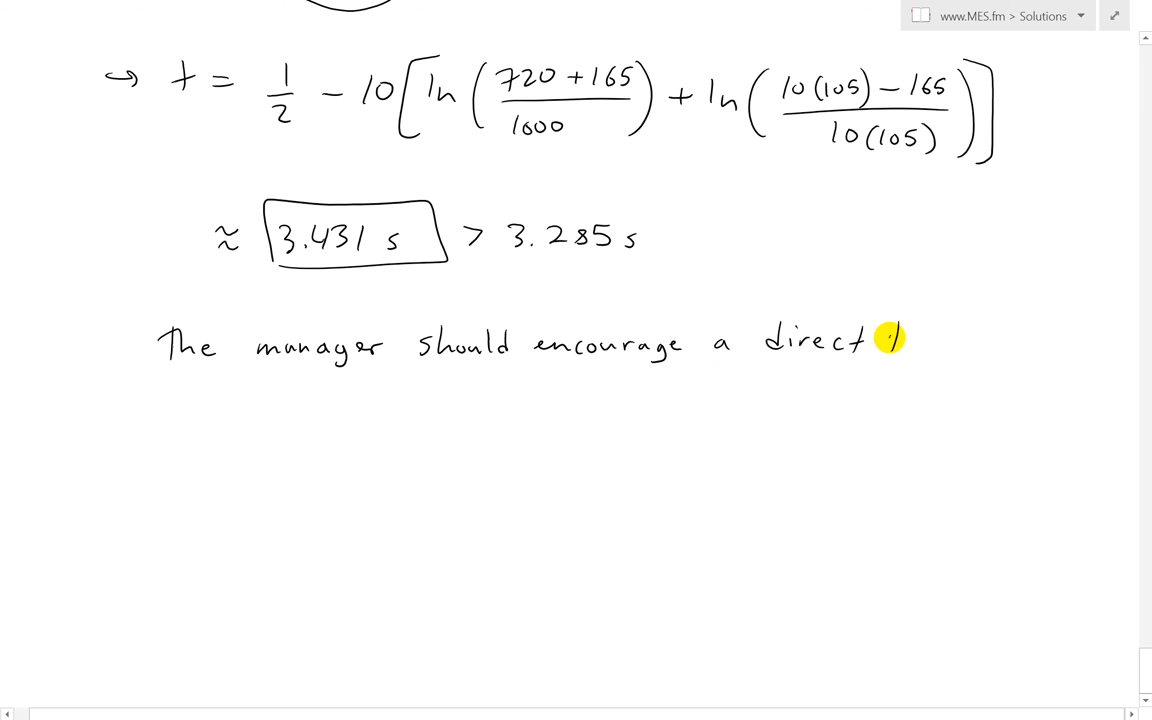 www.MES.fm > Solutions
↪ t = 1/2 − 10[ln((720 + 165)/1000) + ln((10(105) − 165)/(10(105)))]
≈ 3.431 s > 3.285 s
The manager should encourage a direct